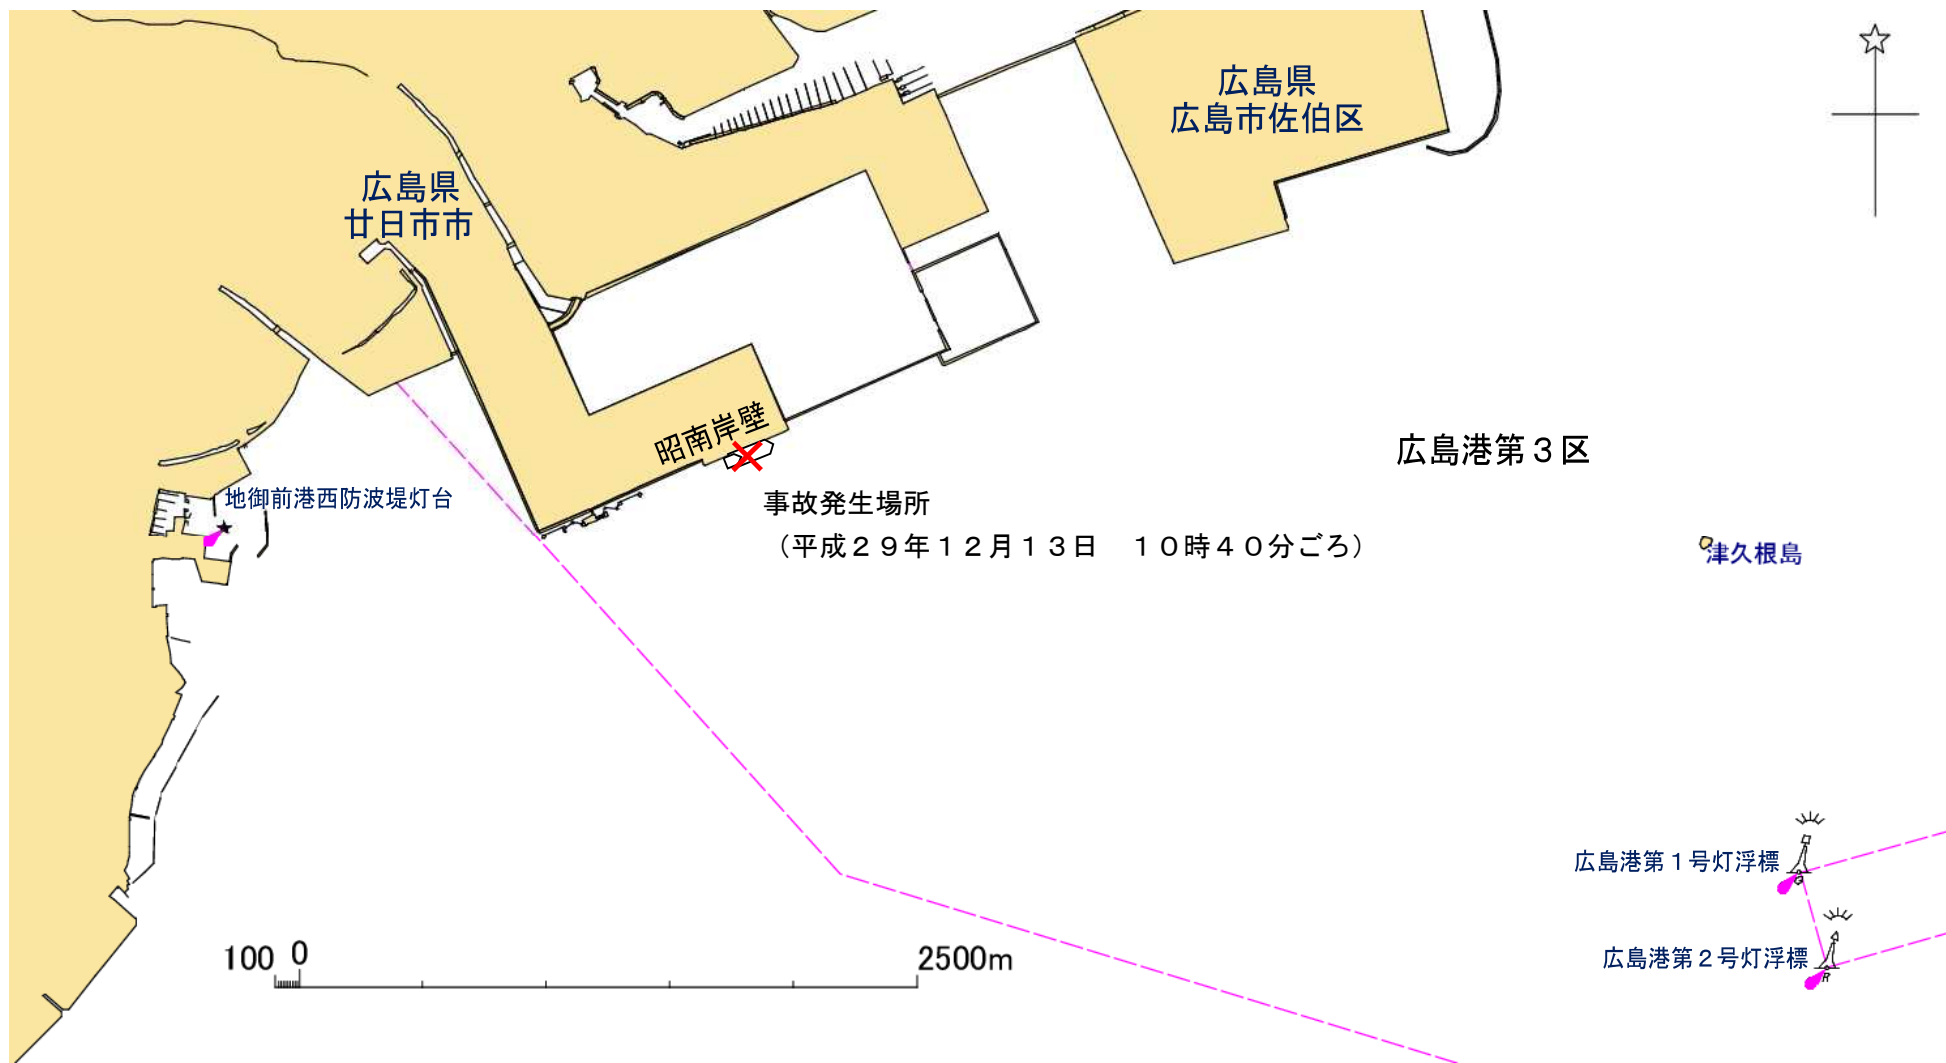 広島県
広島市佐伯区
広島県
廿日市市
昭南岸壁
広島港第３区
地御前港西防波堤灯台
事故発生場所
（平成２９年１２月１３日　１０時４０分ごろ）
津久根島
広島港第１号灯浮標
G
広島港第２号灯浮標
R
100 0 2500m